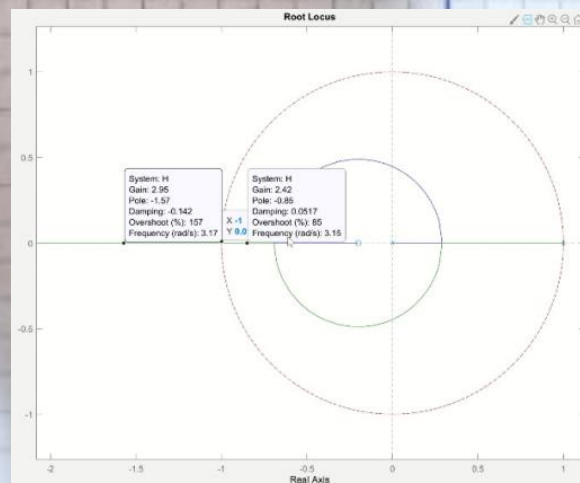 Root Locus
1
0.5
0
-0.5
-1
System: H
Gain: 2.95
Pole: -1.57
Damping: -0.142
Overshoot (%): 157
Frequency (rad/s): 3.17
X -1
Y 0.0
System: H
Gain: 2.42
Pole: -0.85
Damping: 0.0517
Overshoot (%): 85
Frequency (rad/s): 3.15
-2
-1.5
-1
-0.5
0
0.5
1
Real Axis